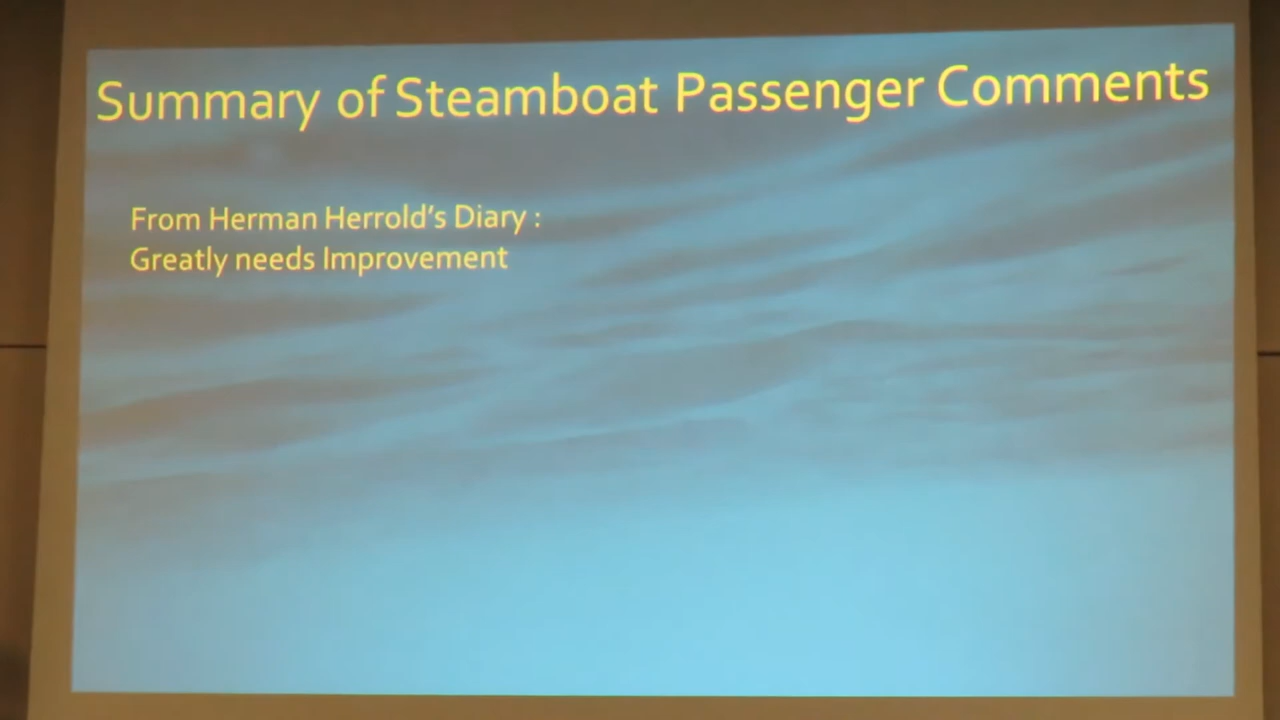 Summary of Steamboat Passenger Comments
From Herman Herrold's Diary :
Greatly needs Improvement